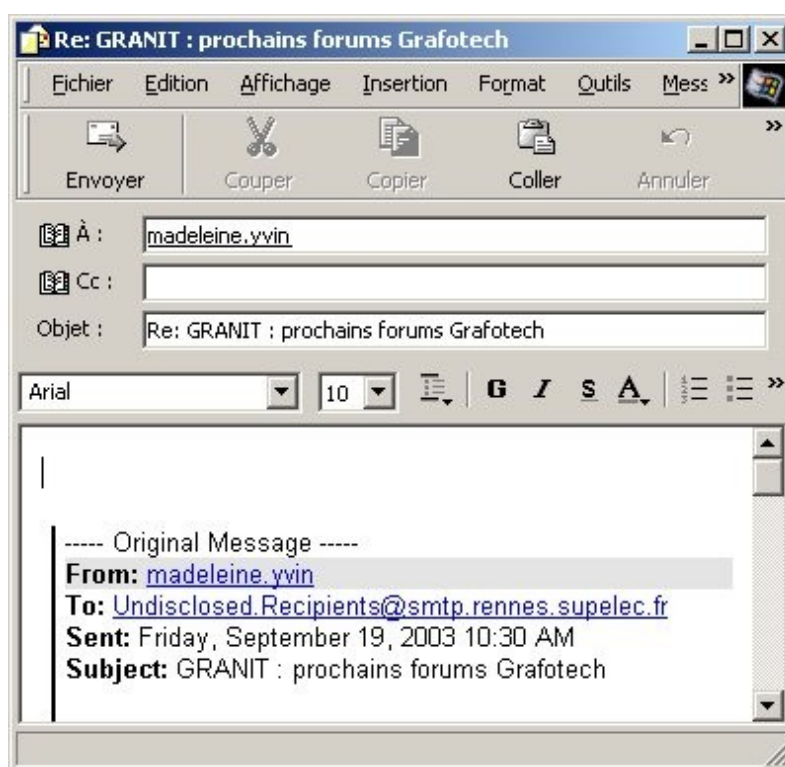 Re: GRANIT : prochains forums Grafotech
Fichier Edition Affichage Insertion Format Outils Mess »
Envoyer Couper Copier Coller Annuler »
À : madeleine.yvin
Cc :
Objet : Re: GRANIT : prochains forums Grafotech
Arial 10 G I S A »
----- Original Message -----
From: madeleine.yvin
To: Undisclosed.Recipients@smtp.rennes.supelec.fr
Sent: Friday, September 19, 2003 10:30 AM
Subject: GRANIT : prochains forums Grafotech